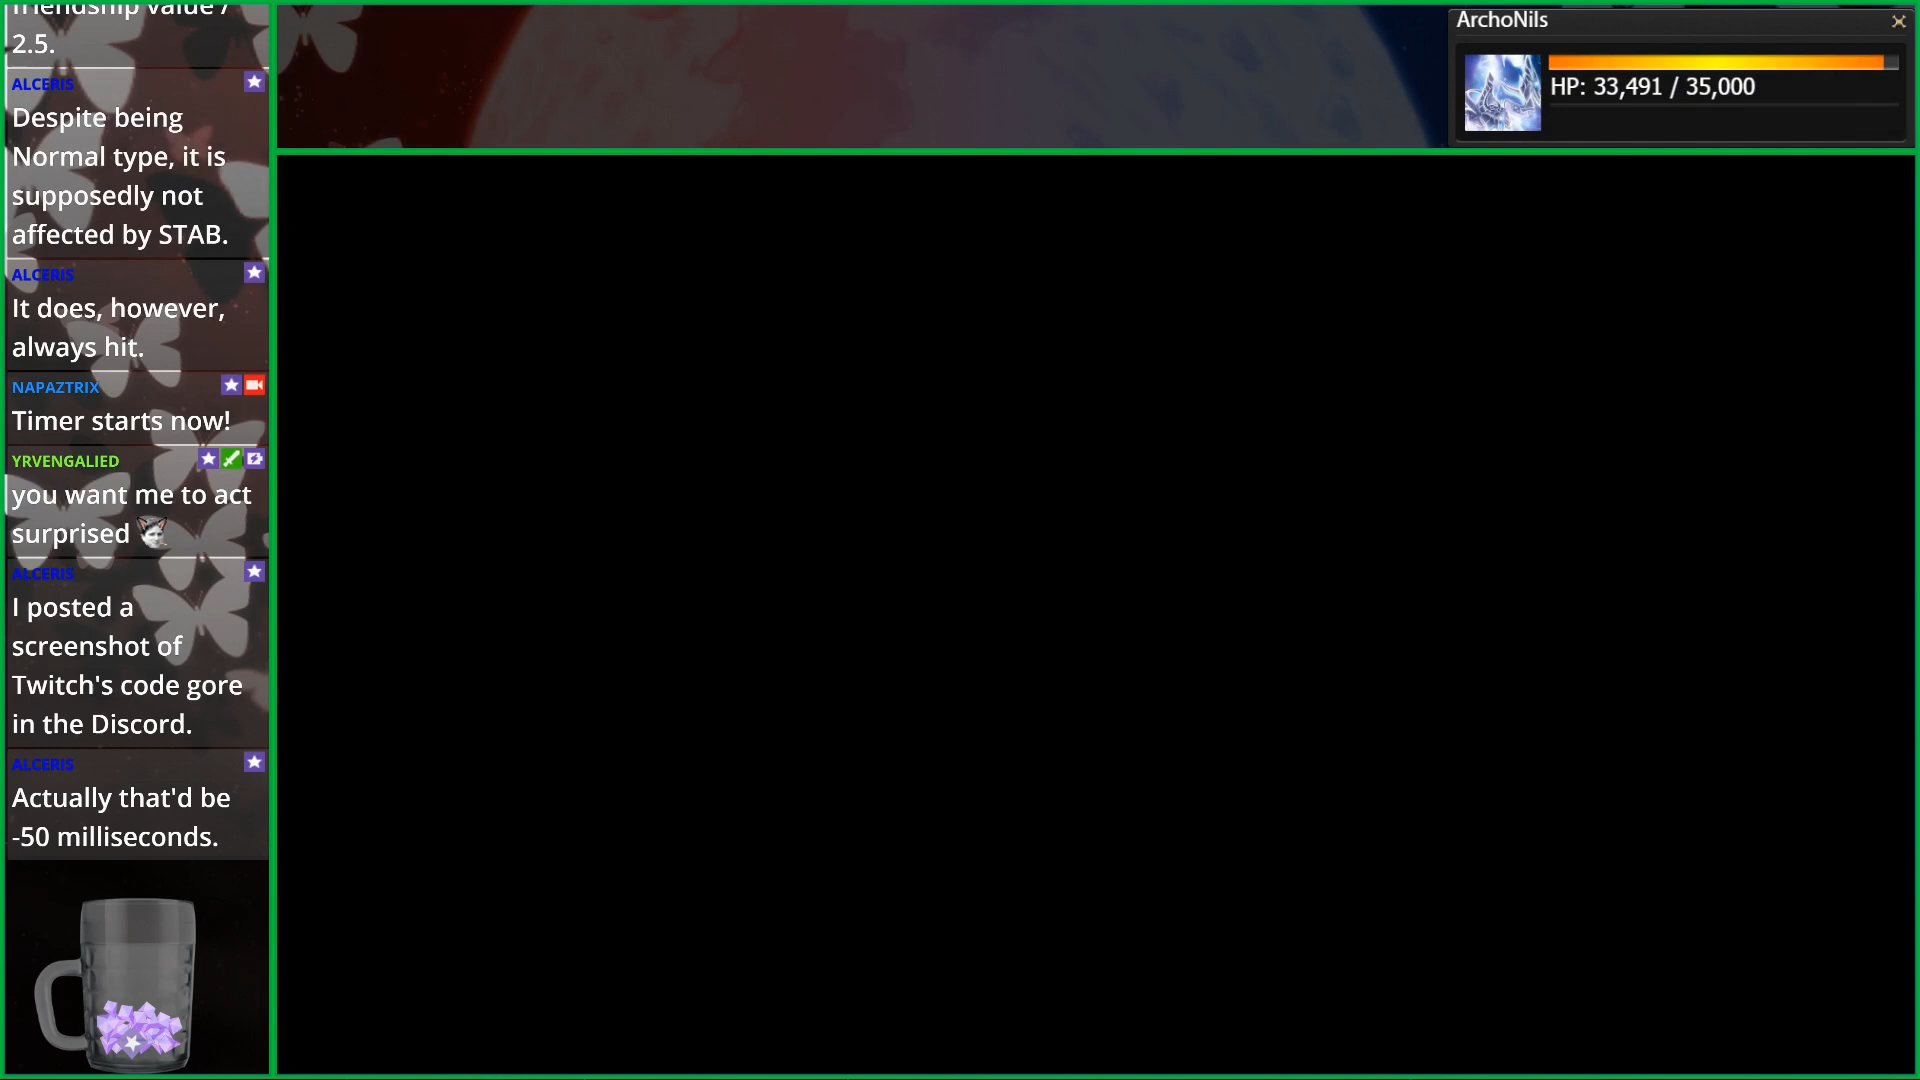 friendship value /
2.5.
ALCERIS
Despite being
Normal type, it is
supposedly not
affected by STAB.
ALCERIS
It does, however,
always hit.
NAPAZTRIX
Timer starts now!
YRVENGALIED
you want me to act
surprised
ALCERIS
I posted a
screenshot of
Twitch's code gore
in the Discord.
ALCERIS
Actually that'd be
-50 milliseconds.
ArchoNils
HP: 33,491 / 35,000